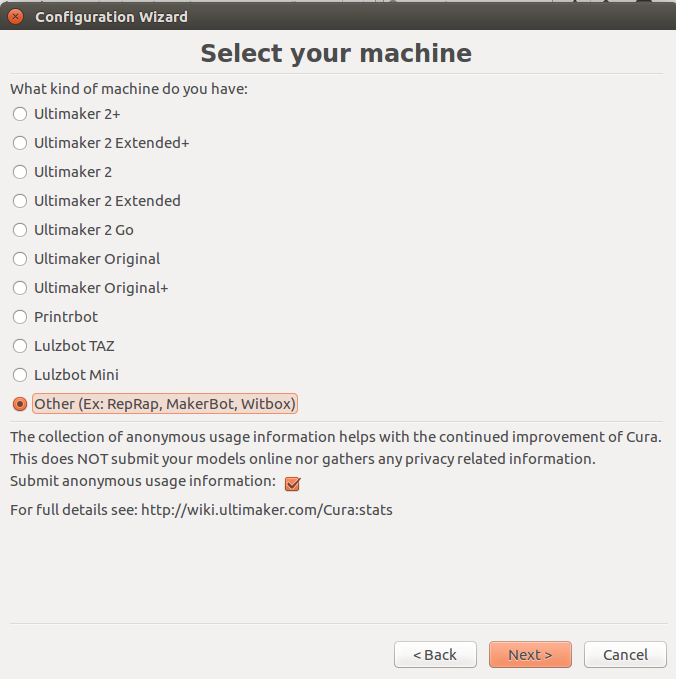 Configuration Wizard
Select your machine
What kind of machine do you have:
Ultimaker 2+
Ultimaker 2 Extended+
Ultimaker 2
Ultimaker 2 Extended
Ultimaker 2 Go
Ultimaker Original
Ultimaker Original+
Printrbot
Lulzbot TAZ
Lulzbot Mini
Other (Ex: RepRap, MakerBot, Witbox)
The collection of anonymous usage information helps with the continued improvement of Cura.
This does NOT submit your models online nor gathers any privacy related information.
Submit anonymous usage information:
For full details see: http://wiki.ultimaker.com/Cura:stats
< Back Next > Cancel